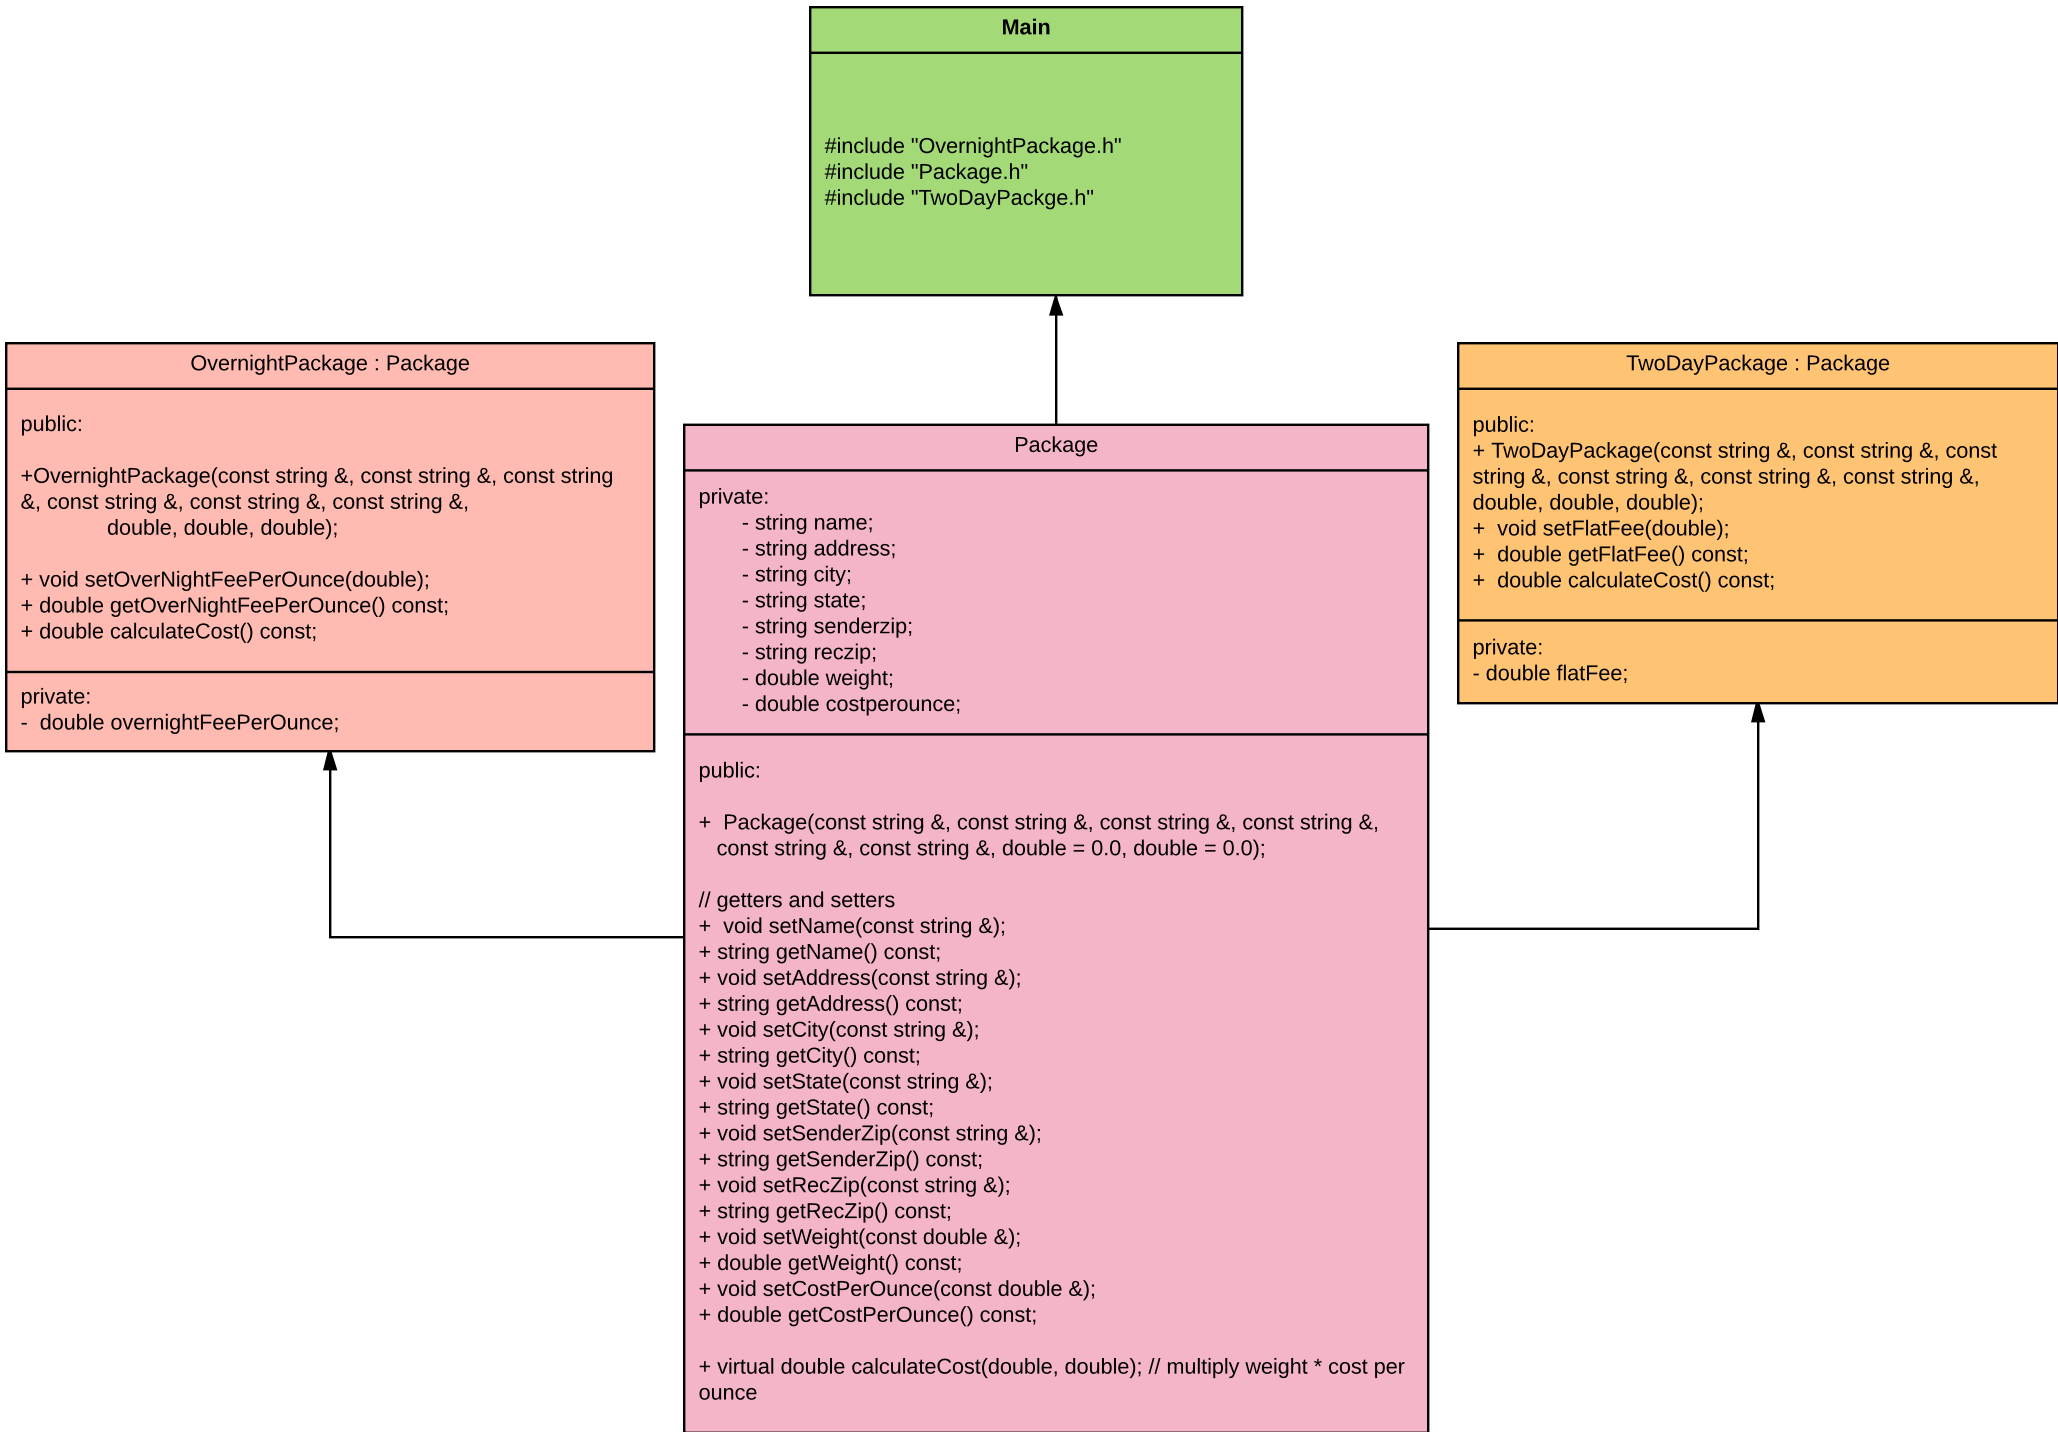 Main
#include "OvernightPackage.h"
#include "Package.h"
#include "TwoDayPackge.h"
OvernightPackage : Package
public:
+OvernightPackage(const string &, const string &, const string
&, const string &, const string &, const string &,
double, double, double);
+ void setOverNightFeePerOunce(double);
+ double getOverNightFeePerOunce() const;
+ double calculateCost() const;
private:
-  double overnightFeePerOunce;
Package
private:
- string name;
- string address;
- string city;
- string state;
- string senderzip;
- string reczip;
- double weight;
- double costperounce;
public:
+  Package(const string &, const string &, const string &, const string &,
const string &, const string &, double = 0.0, double = 0.0);
// getters and setters
+  void setName(const string &);
+ string getName() const;
+ void setAddress(const string &);
+ string getAddress() const;
+ void setCity(const string &);
+ string getCity() const;
+ void setState(const string &);
+ string getState() const;
+ void setSenderZip(const string &);
+ string getSenderZip() const;
+ void setRecZip(const string &);
+ string getRecZip() const;
+ void setWeight(const double &);
+ double getWeight() const;
+ void setCostPerOunce(const double &);
+ double getCostPerOunce() const;
+ virtual double calculateCost(double, double); // multiply weight * cost per
ounce
TwoDayPackage : Package
public:
+ TwoDayPackage(const string &, const string &, const
string &, const string &, const string &, const string &,
double, double, double);
+  void setFlatFee(double);
+  double getFlatFee() const;
+  double calculateCost() const;
private:
- double flatFee;